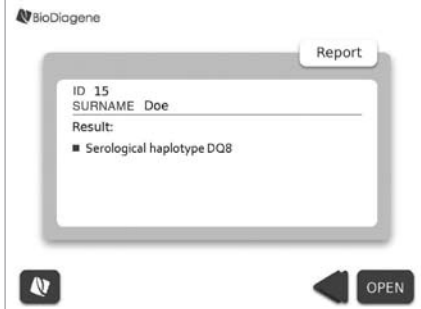 BioDiagene
Report
ID 15
SURNAME Doe
Result:
■ Serological haplotype DQ8
OPEN